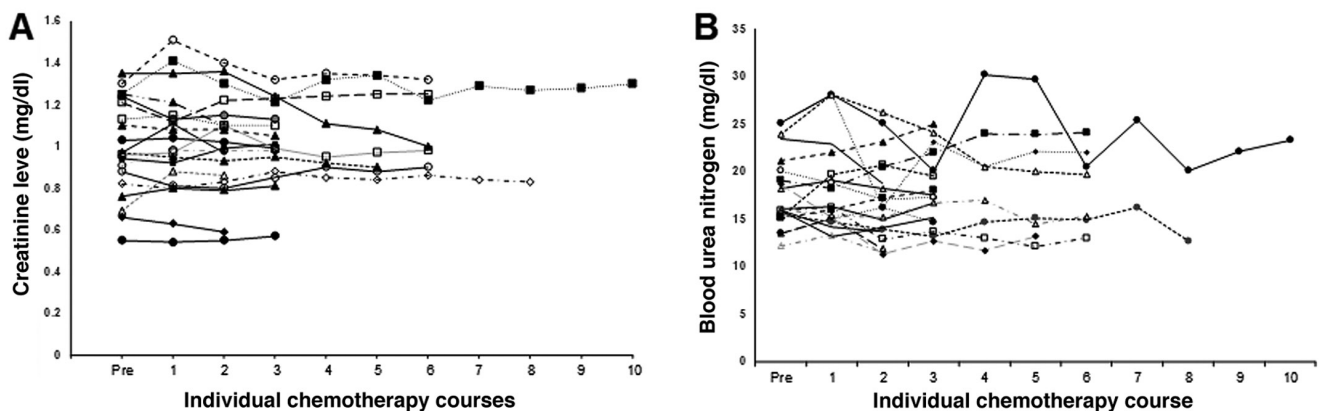 A
Creatinine level (mg/dl)
1.6
1.4
1.2
1
0.8
0.6
0.4
0.2
0
Pre 1 2 3 4 5 6 7 8 9 10
Individual chemotherapy courses
B
Blood urea nitrogen (mg/dl)
35
30
25
20
15
10
5
0
Pre 1 2 3 4 5 6 7 8 9 10
Individual chemotherapy course